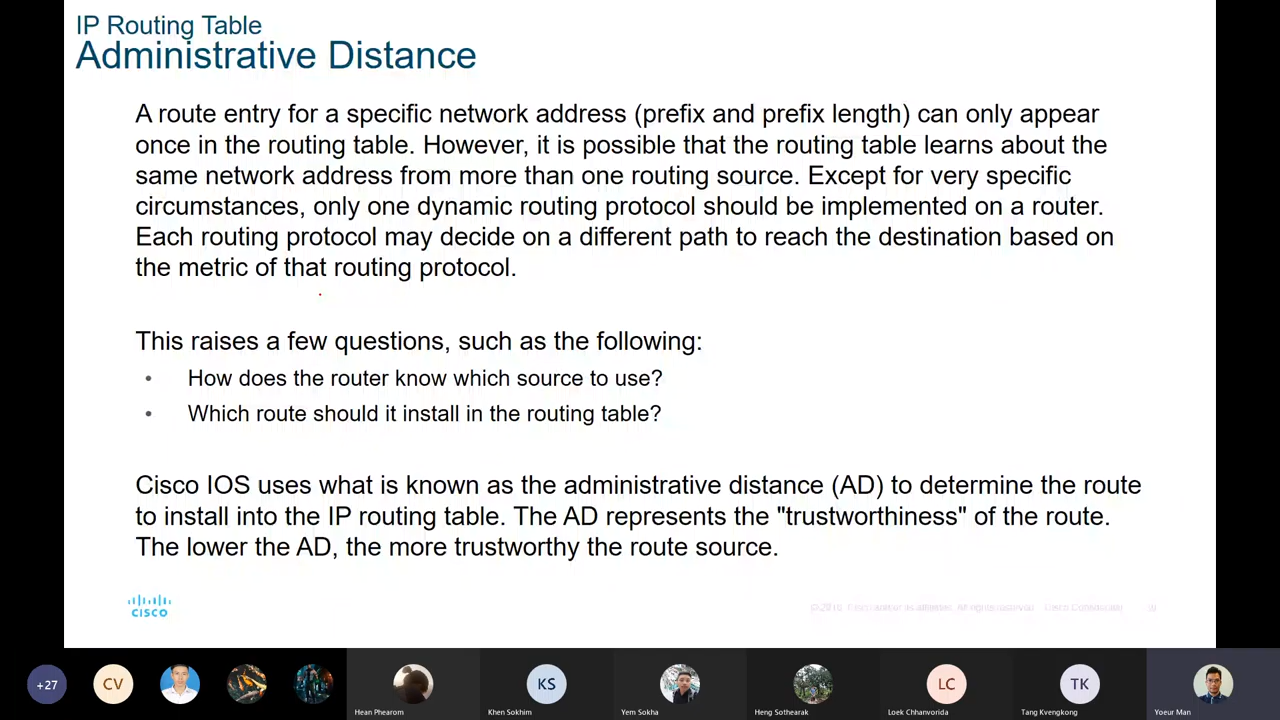 IP Routing Table
Administrative Distance
A route entry for a specific network address (prefix and prefix length) can only appear
once in the routing table. However, it is possible that the routing table learns about the
same network address from more than one routing source. Except for very specific
circumstances, only one dynamic routing protocol should be implemented on a router.
Each routing protocol may decide on a different path to reach the destination based on
the metric of that routing protocol.
This raises a few questions, such as the following:
• How does the router know which source to use?
• Which route should it install in the routing table?
Cisco IOS uses what is known as the administrative distance (AD) to determine the route
to install into the IP routing table. The AD represents the "trustworthiness" of the route.
The lower the AD, the more trustworthy the route source.
CISCO
+27
CV
Hean Phearom
KS
Khen Sokhim
Yem Sokha
Heng Sothearak
LC
Loek Chhanvorida
TK
Tang Kvengkong
Yoeur Man